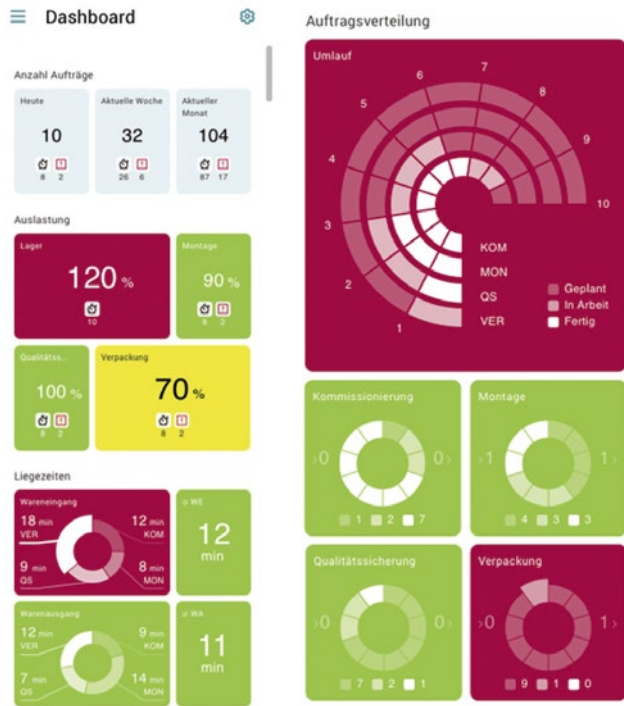 Dashboard
Anzahl Aufträge
Heute
Aktuelle Woche
Aktueller
Monat
10
32
104
8 2
26 6
87 17
Auslastung
Lager
Montage
120 %
90 %
10
8 2
Qualitätss...
Verpackung
100 %
70 %
8 2
8 2
Liegezeiten
Wareneingang
18 min
VER
12 min
KOM
9 min
QS
8 min
MON
⌀ WE
12
min
Warenausgang
12 min
VER
9 min
KOM
7 min
QS
14 min
MON
⌀ WA
11
min
Auftragsverteilung
Umlauf
1
2
3
4
5
6
7
8
9
10
KOM
MON
QS
VER
Geplant
In Arbeit
Fertig
Kommissionierung
›0
0›
1 2 7
Montage
›1
1›
4 3 3
Qualitätssicherung
›0
0›
7 2 1
Verpackung
›0
1›
9 1 0